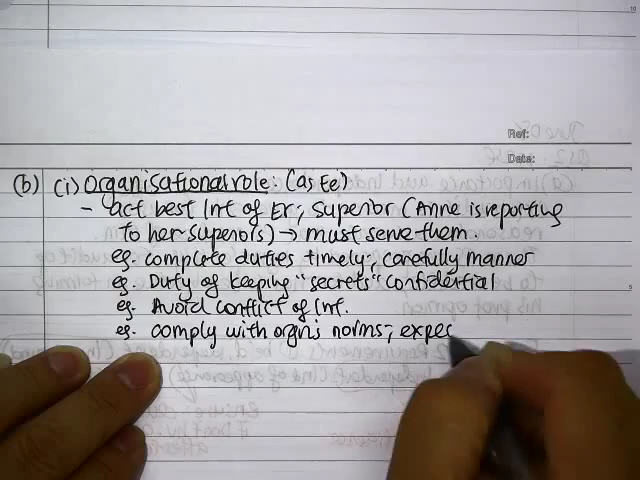 10
Ref:
Date:
(b) (i) Organisational role: (as Ee)
- act best Int of Er; superior (Anne is reporting
to her superiors) → must serve them.
eg. complete duties timely; carefully manner
eg. Duty of keeping "secrets" confidential
eg. Avoid conflict of Int.
eg. comply with orgn's norms; expec
5